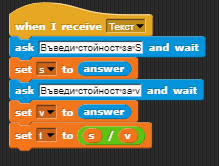 when I receive Текст
ask Въведи стойност за S and wait
set s to answer
ask Въведи стойност за v and wait
set v to answer
set t to s / v